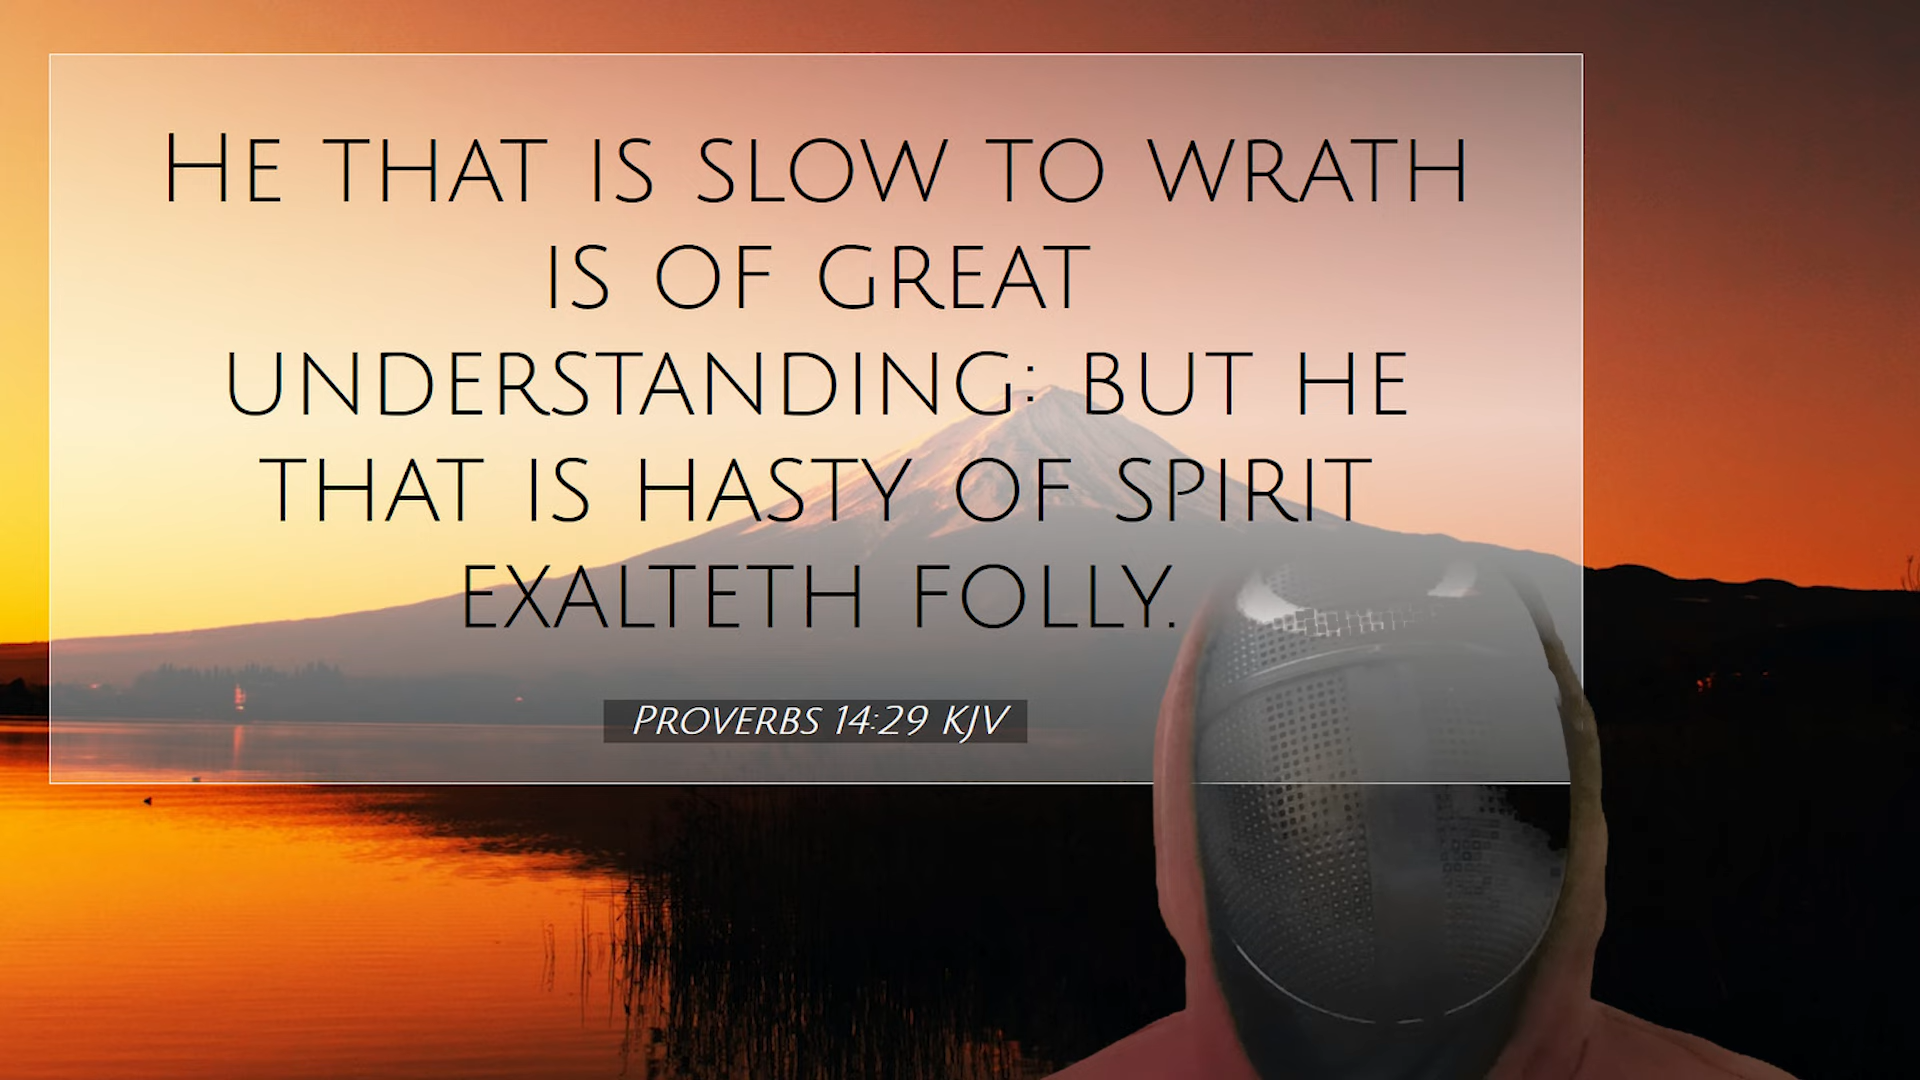 He that is slow to wrath
is of great
understanding: but he
that is hasty of spirit
exalteth folly.
Proverbs 14:29 KJV